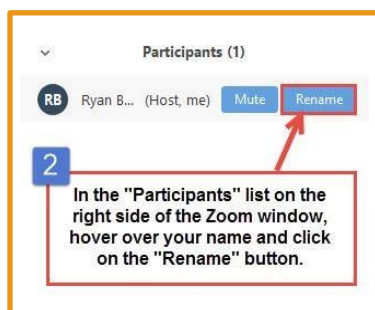 Participants (1)
RB Ryan B... (Host, me) Mute Rename
2
In the "Participants" list on the
right side of the Zoom window,
hover over your name and click
on the "Rename" button.